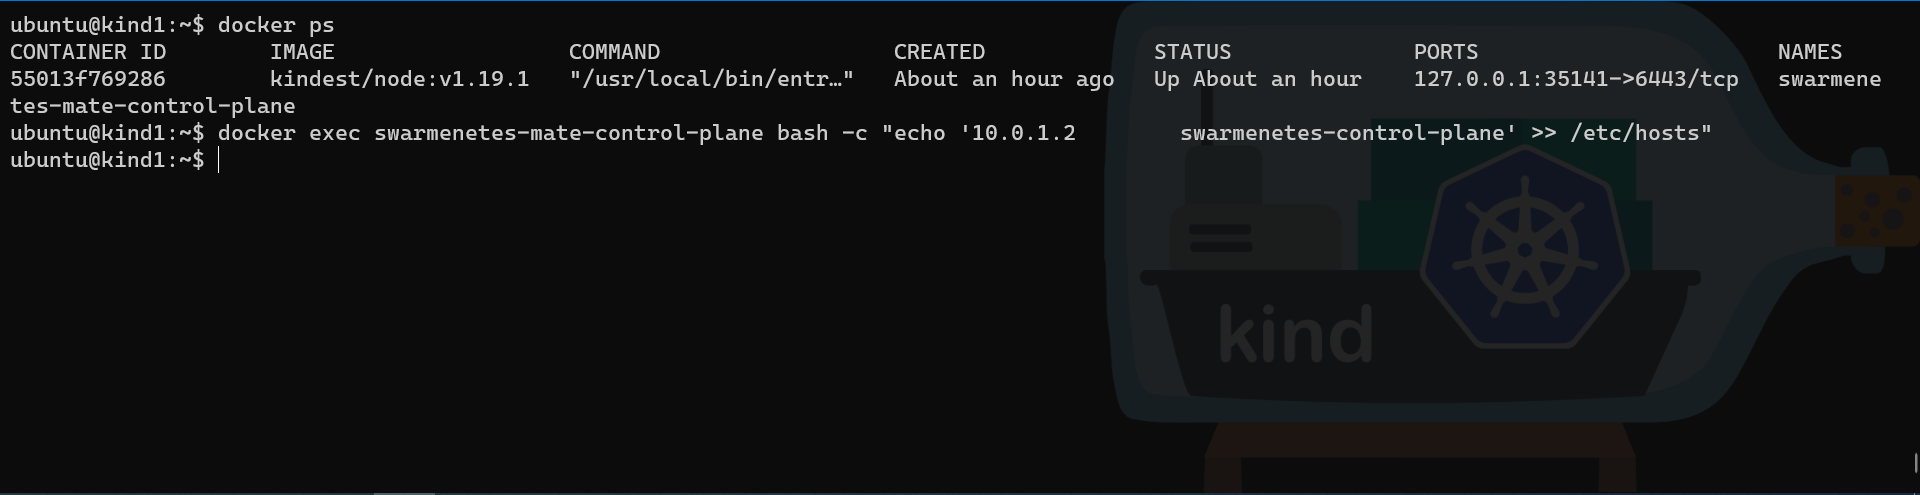 ubuntu@kind1:~$ docker ps
CONTAINER ID        IMAGE                  COMMAND                  CREATED             STATUS              PORTS                       NAMES
55013f769286        kindest/node:v1.19.1   "/usr/local/bin/entr…"   About an hour ago   Up About an hour    127.0.0.1:35141->6443/tcp   swarmene
tes-mate-control-plane
ubuntu@kind1:~$ docker exec swarmenetes-mate-control-plane bash -c "echo '10.0.1.2        swarmenetes-control-plane' >> /etc/hosts"
ubuntu@kind1:~$
kind